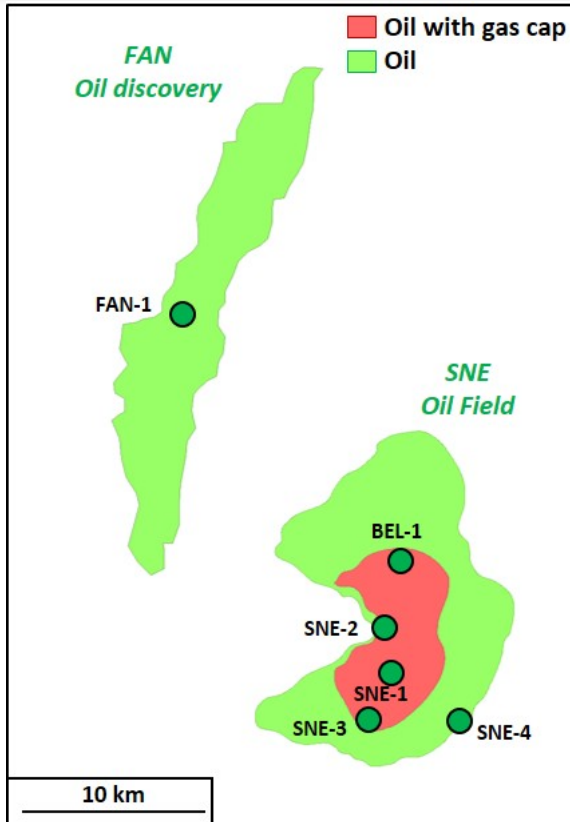 Oil with gas cap
Oil
FAN
Oil discovery
FAN-1
SNE
Oil Field
BEL-1
SNE-2
SNE-1
SNE-3
SNE-4
10 km